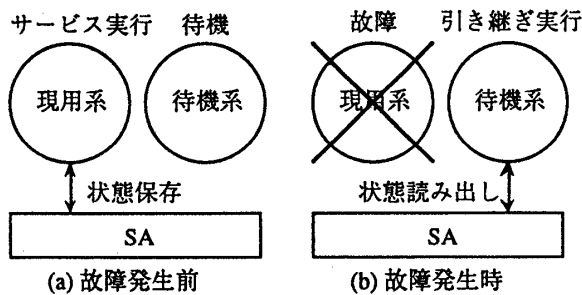 サービス実行 待機
現用系 待機系
状態保存
SA
(a) 故障発生前
故障 引き継ぎ実行
現用系 待機系
状態読み出し
SA
(b) 故障発生時